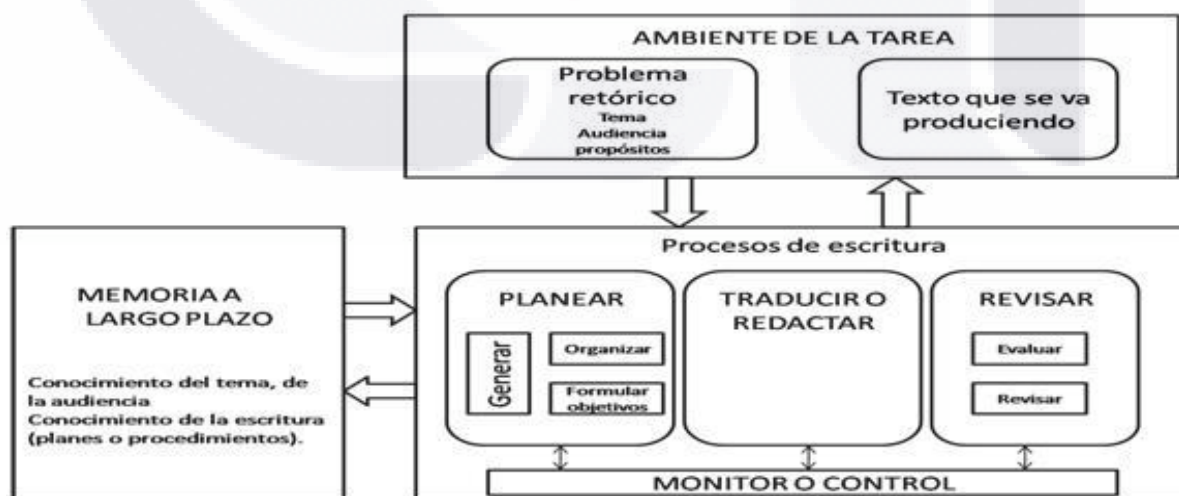 AMBIENTE DE LA TAREA
Problema
retórico
Tema
Audiencia
propósitos
Texto que se va
produciendo
MEMORIA A
LARGO PLAZO
Conocimiento del tema, de
la audiencia
Conocimiento de la escritura
(planes o procedimientos).
Procesos de escritura
PLANEAR
Generar
Organizar
Formular
objetivos
TRADUCIR O
REDACTAR
REVISAR
Evaluar
Revisar
MONITOR O CONTROL